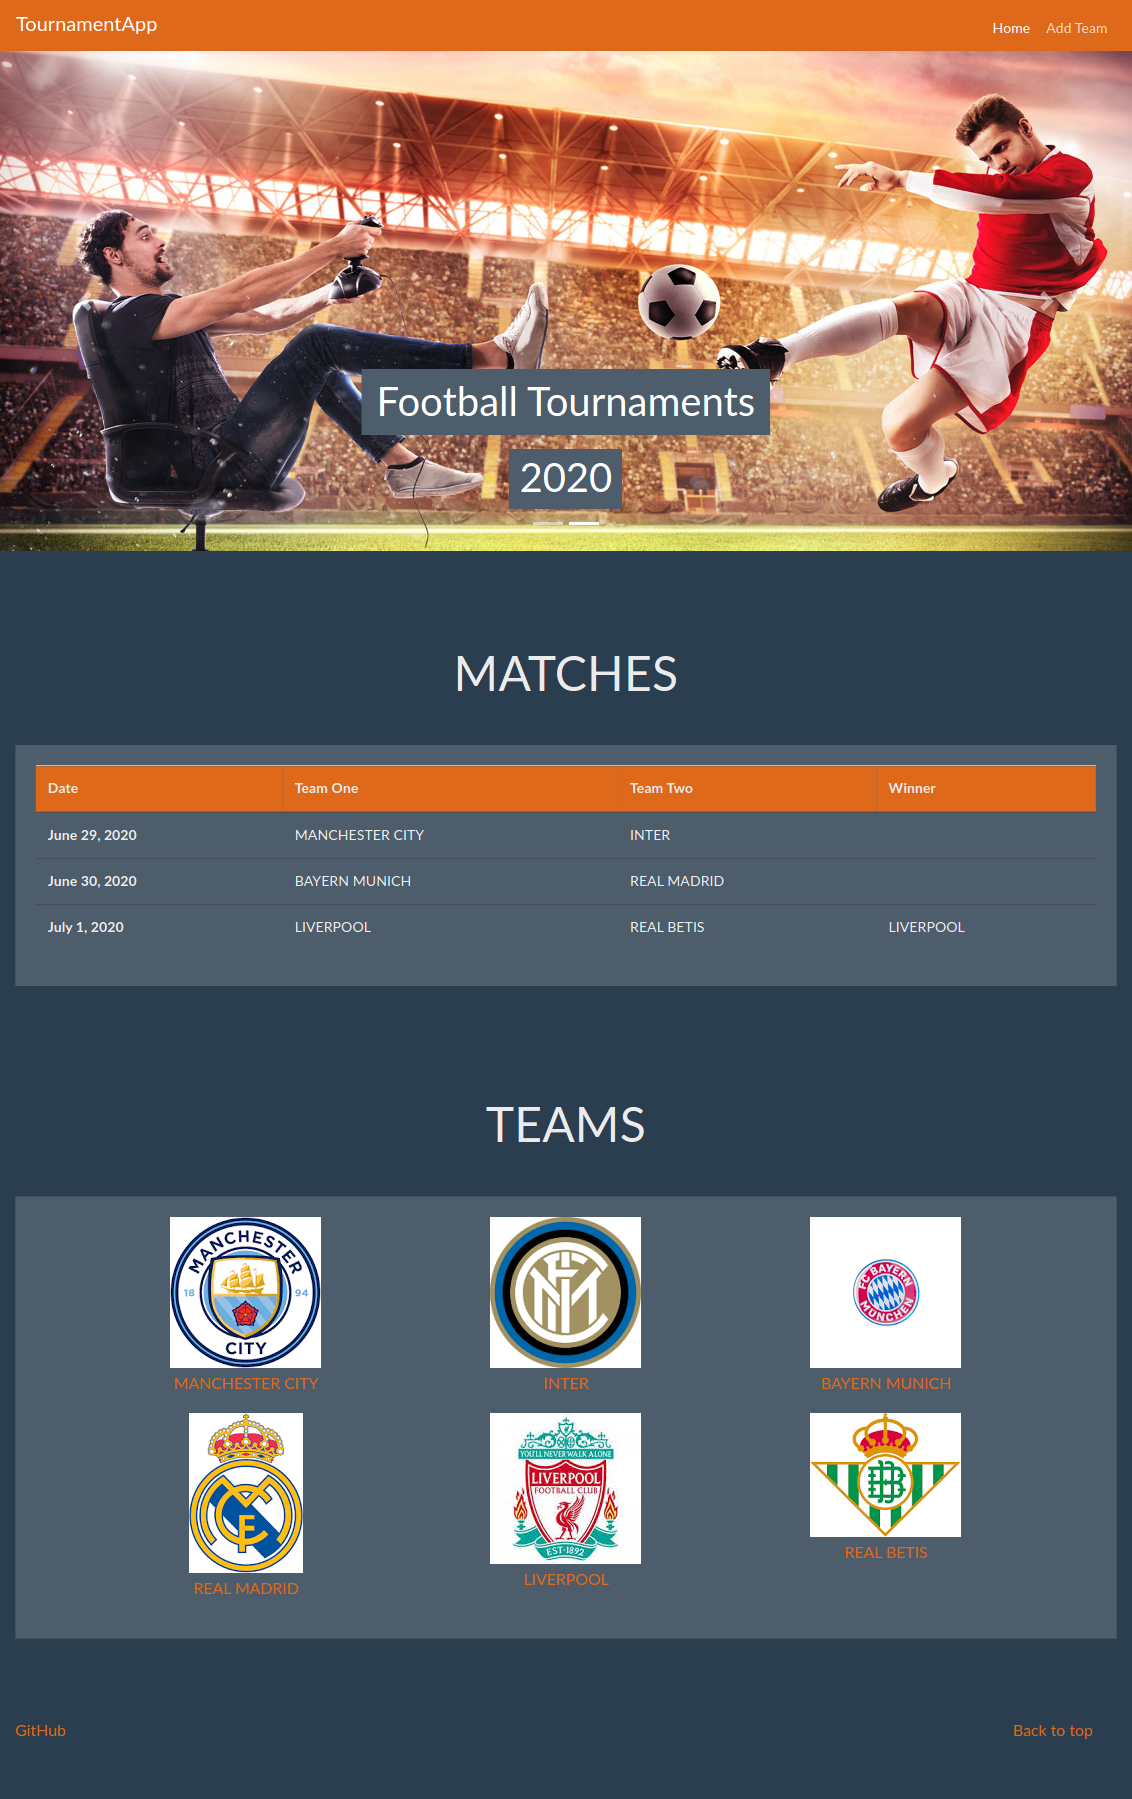 TournamentApp
Home Add Team
Football Tournaments
2020
MATCHES
Date Team One Team Two Winner
June 29, 2020 MANCHESTER CITY INTER
June 30, 2020 BAYERN MUNICH REAL MADRID
July 1, 2020 LIVERPOOL REAL BETIS LIVERPOOL
TEAMS
MANCHESTER
18 94
CITY
FC BAYERN
MÜNCHEN
MANCHESTER CITY INTER BAYERN MUNICH
YOU'LL NEVER WALK ALONE
LIVERPOOL
FOOTBALL CLUB
EST·1892
REAL BETIS
LIVERPOOL
REAL MADRID
GitHub Back to top